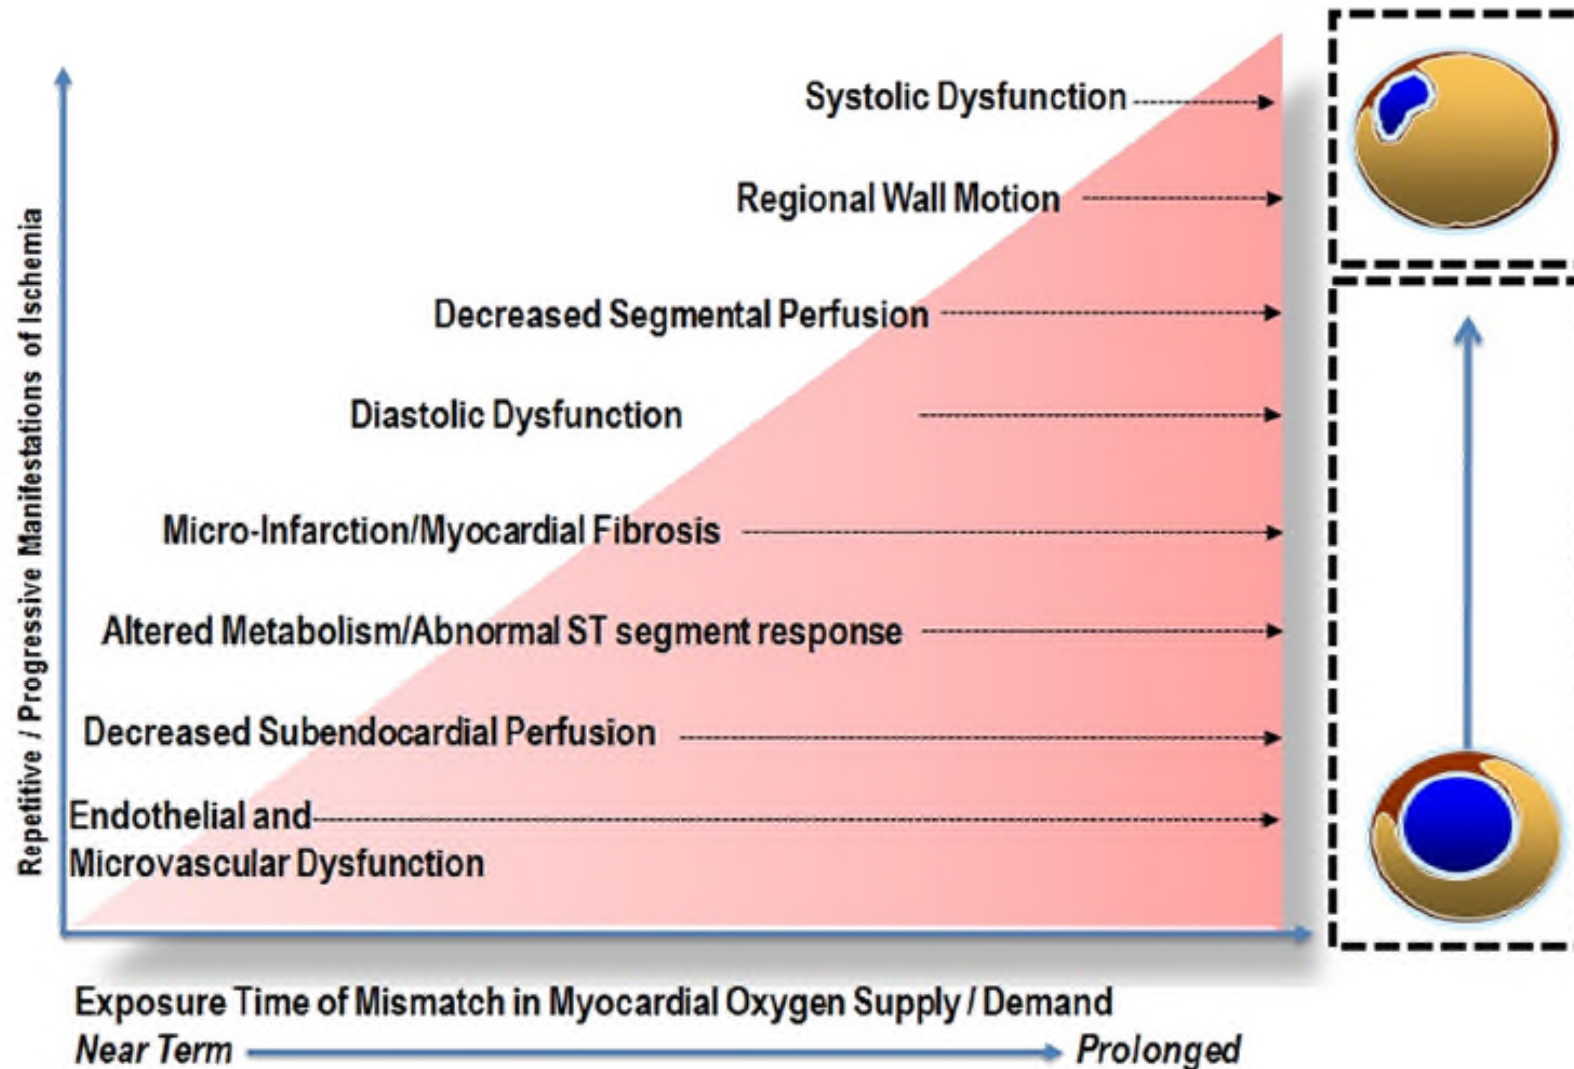 Repetitive / Progressive Manifestations of Ischemia
Systolic Dysfunction
Regional Wall Motion
Decreased Segmental Perfusion
Diastolic Dysfunction
Micro-Infarction/Myocardial Fibrosis
Altered Metabolism/Abnormal ST segment response
Decreased Subendocardial Perfusion
Endothelial and
Microvascular Dysfunction
Exposure Time of Mismatch in Myocardial Oxygen Supply / Demand
Near Term Prolonged